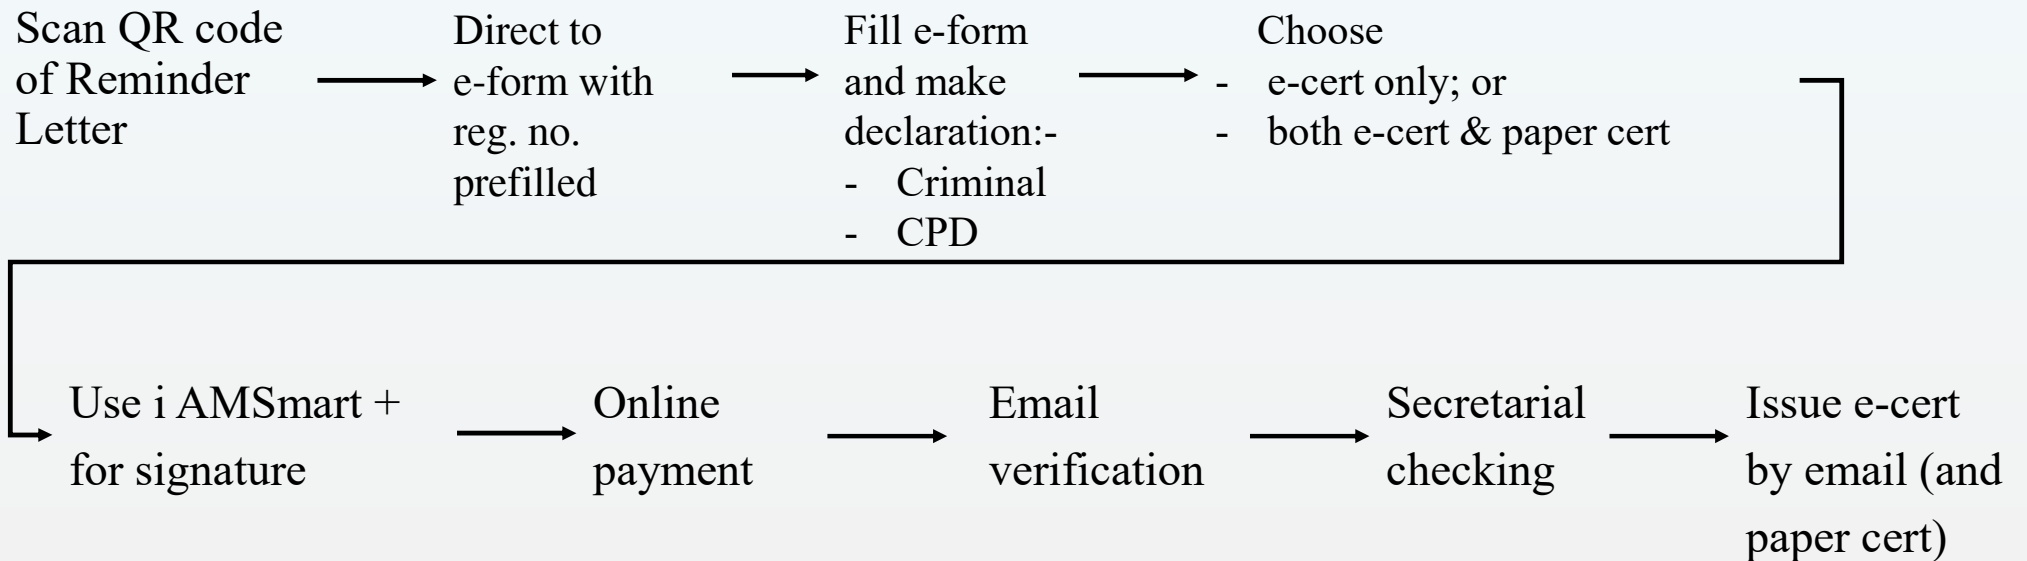 Scan QR code
of Reminder
Letter
Direct to
e-form with
reg. no.
prefilled
Fill e-form
and make
declaration:-
- Criminal
- CPD
Choose
- e-cert only; or
- both e-cert & paper cert
Use i AMSmart +
for signature
Online
payment
Email
verification
Secretarial
checking
Issue e-cert
by email (and
paper cert)